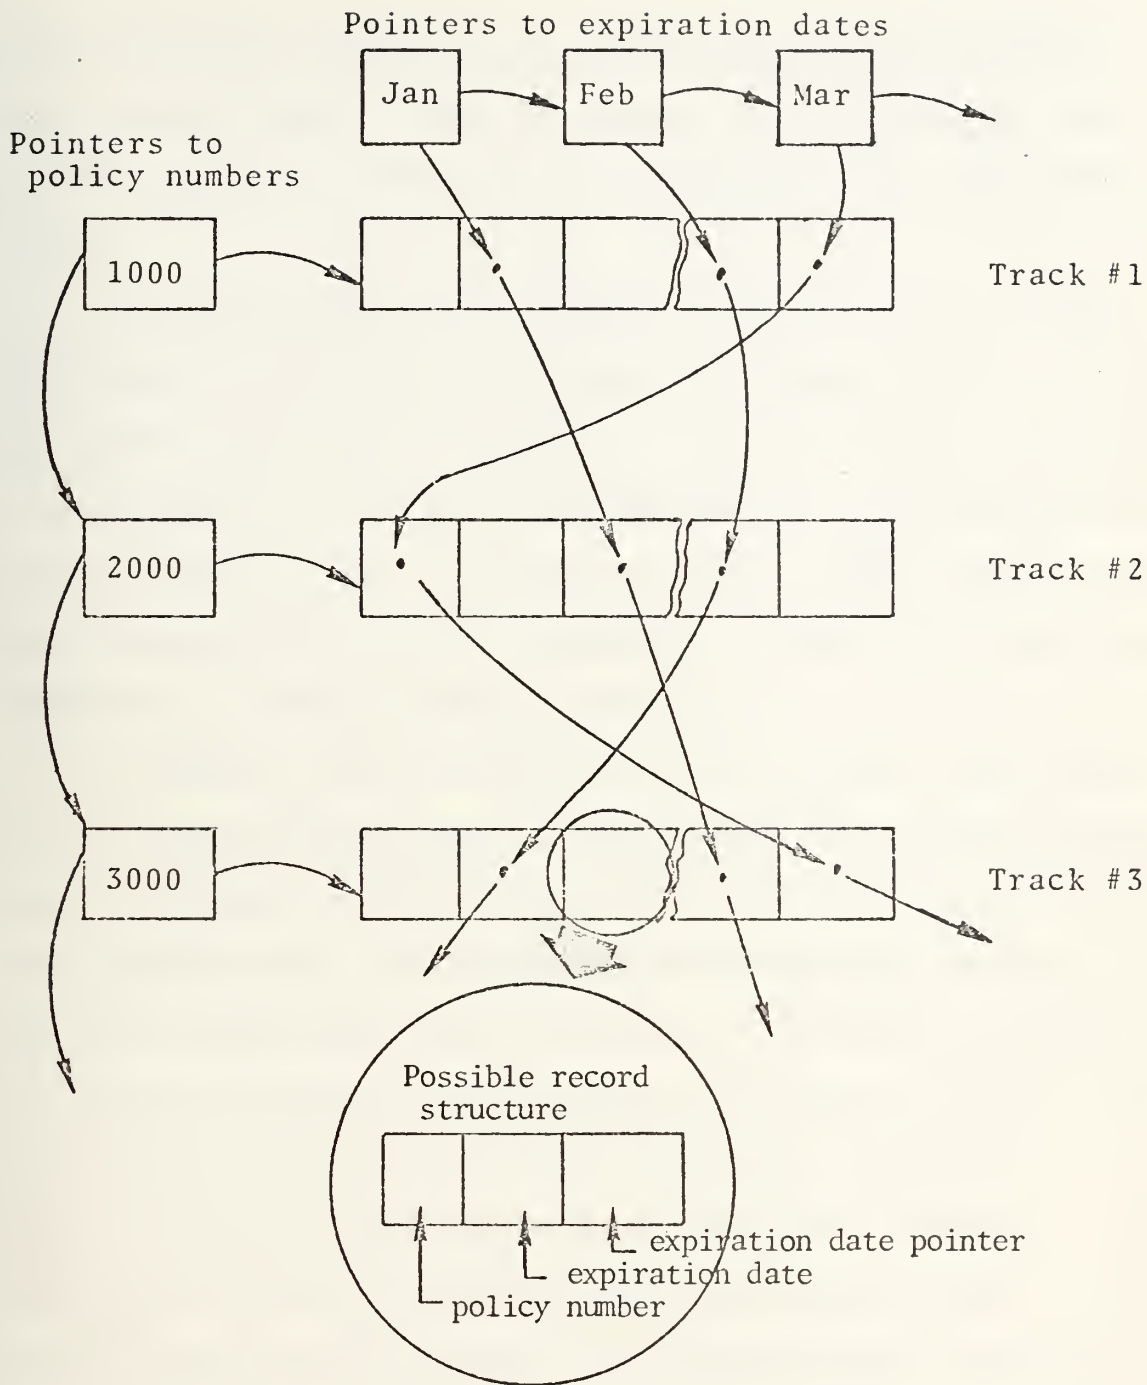 Pointers to expiration dates
Jan
Feb
Mar
Pointers to
policy numbers
1000
Track #1
2000
Track #2
3000
Track #3
Possible record
structure
expiration date pointer
expiration date
policy number